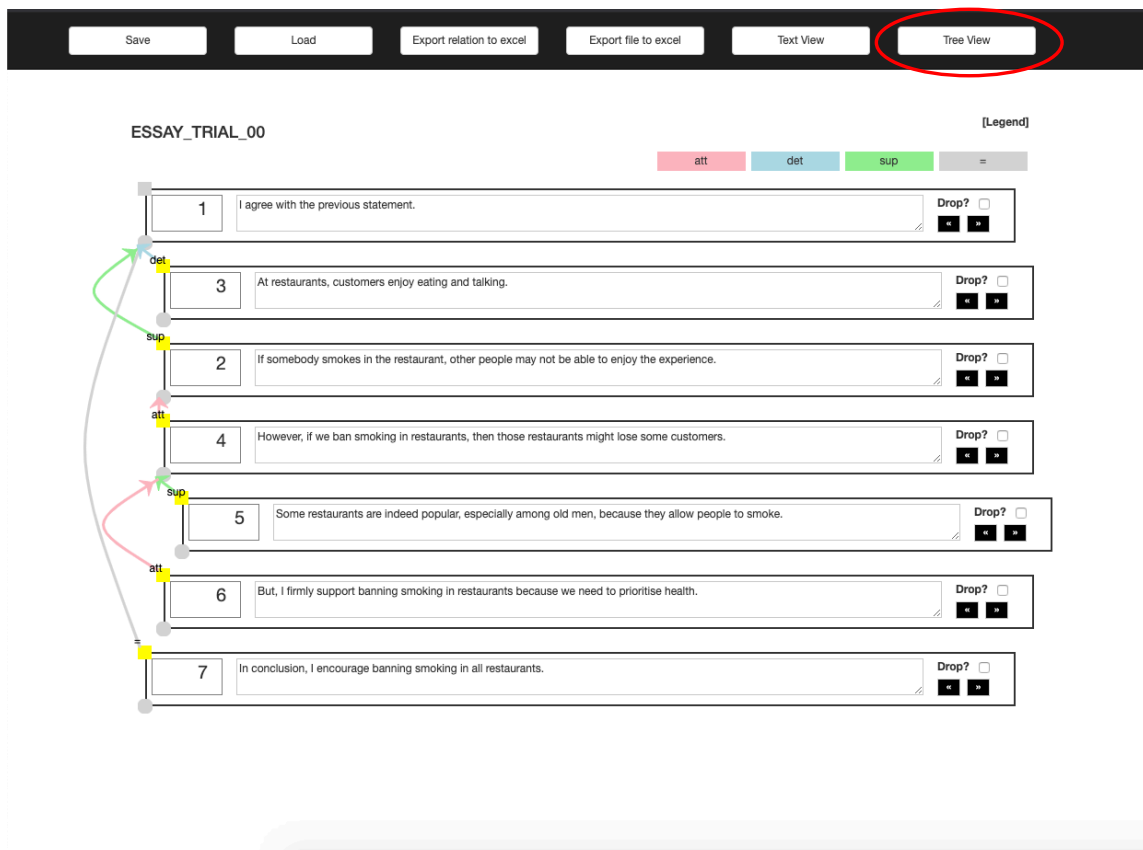 Save Load Export relation to excel Export file to excel Text View Tree View
[Legend]
ESSAY_TRIAL_00
att det sup =
1 I agree with the previous statement. Drop?
« »
det
3 At restaurants, customers enjoy eating and talking. Drop?
« »
sup
2 If somebody smokes in the restaurant, other people may not be able to enjoy the experience. Drop?
« »
att
4 However, if we ban smoking in restaurants, then those restaurants might lose some customers. Drop?
« »
sup
5 Some restaurants are indeed popular, especially among old men, because they allow people to smoke. Drop?
« »
att
6 But, I firmly support banning smoking in restaurants because we need to prioritise health. Drop?
« »
=
7 In conclusion, I encourage banning smoking in all restaurants. Drop?
« »